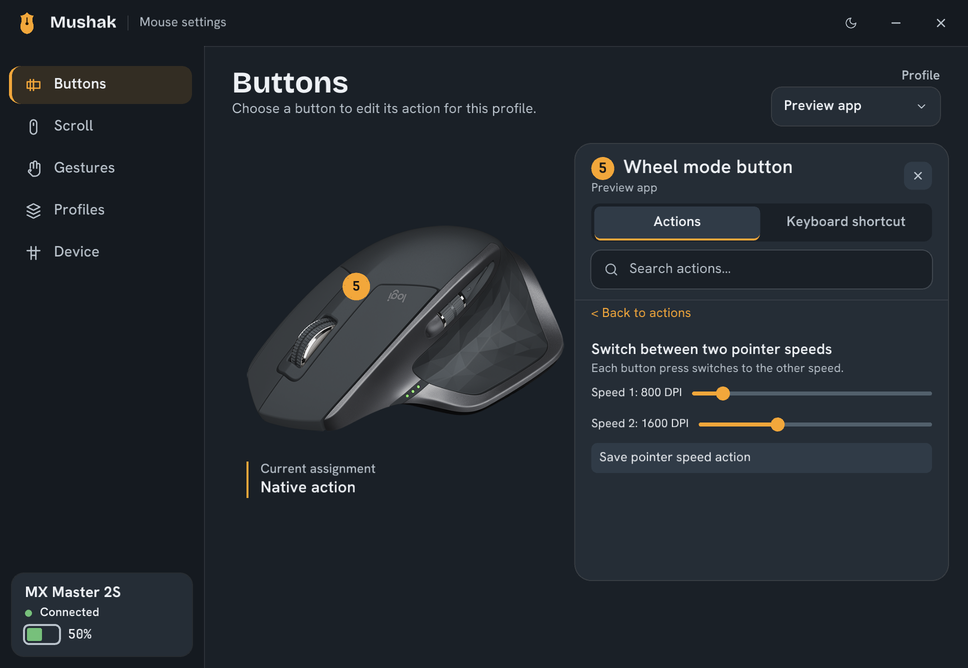 Mushak
Mouse settings
Buttons
Scroll
Gestures
Profiles
Device
MX Master 2S
Connected
50%
Buttons
Choose a button to edit its action for this profile.
Profile
Preview app
5
logi
Current assignment
Native action
5 Wheel mode button
Preview app
Actions
Keyboard shortcut
Search actions...
< Back to actions
Switch between two pointer speeds
Each button press switches to the other speed.
Speed 1: 800 DPI
Speed 2: 1600 DPI
Save pointer speed action